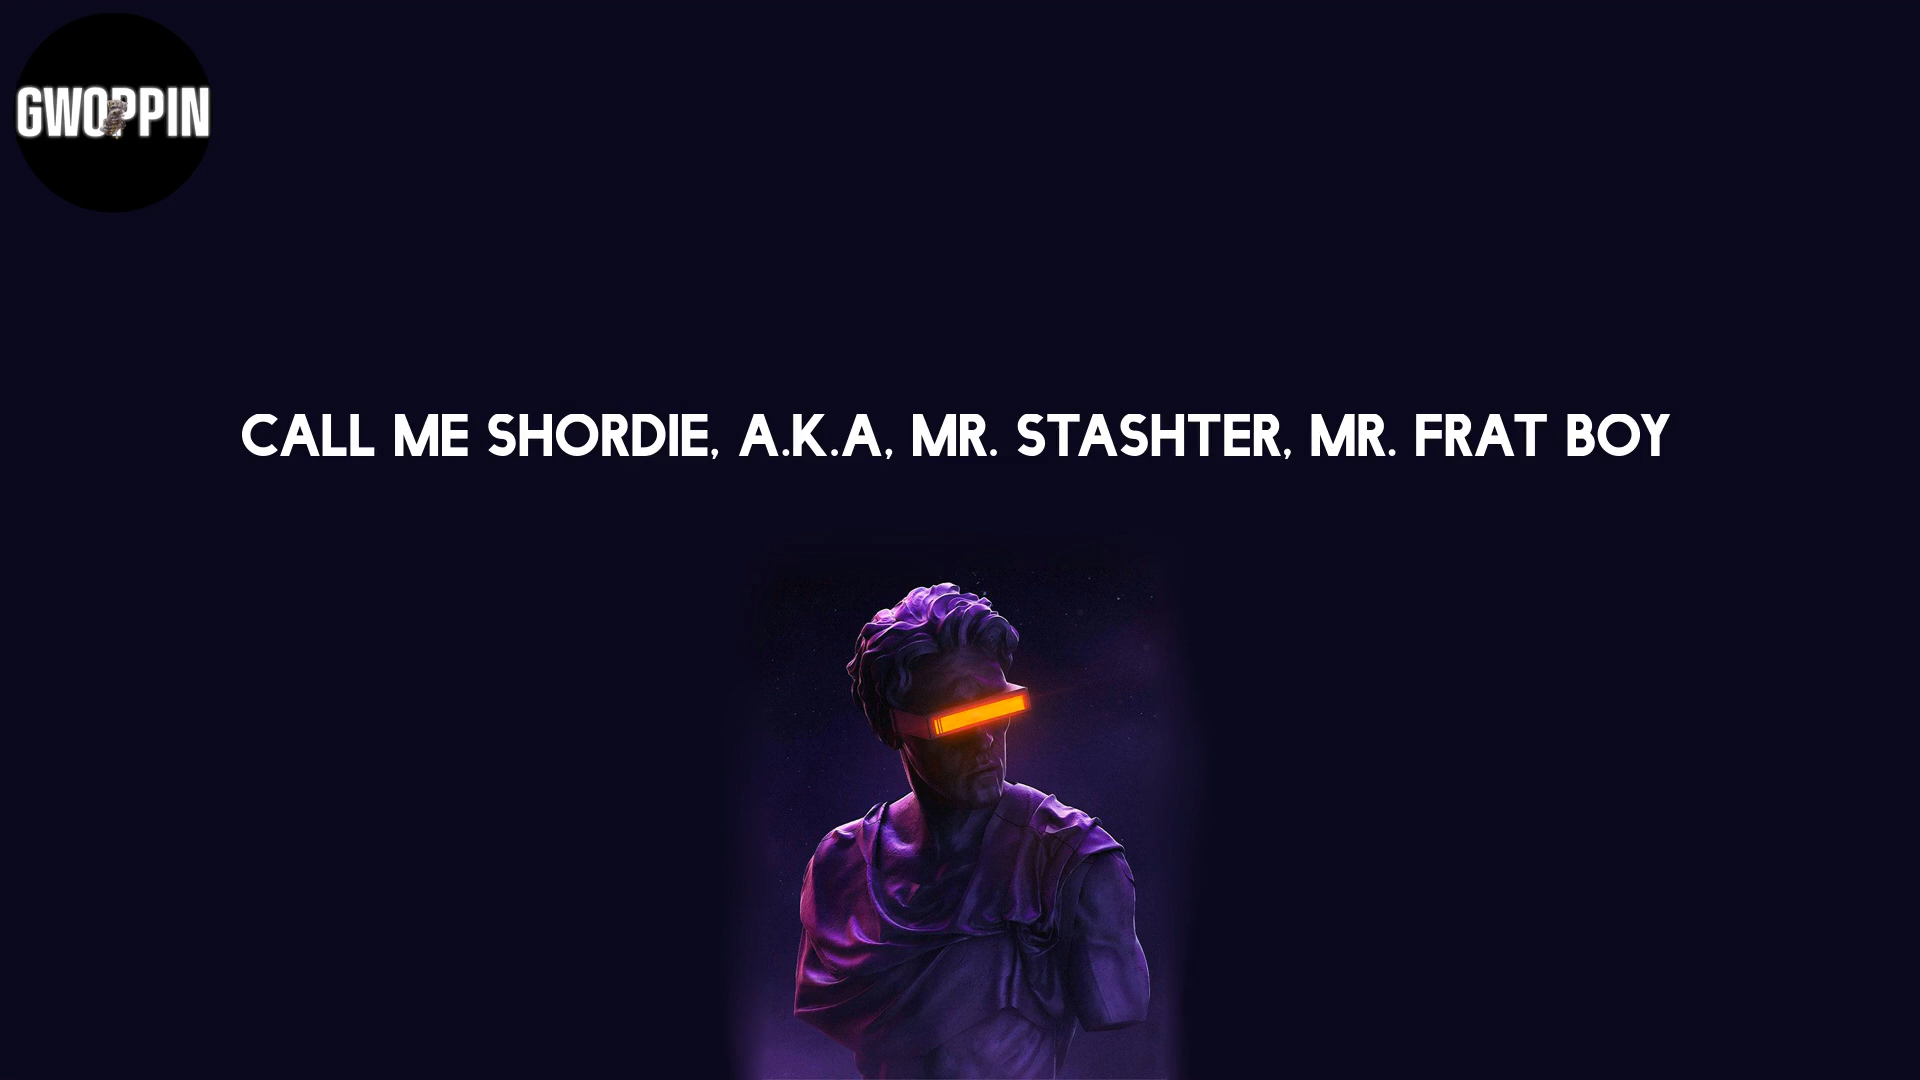 GWOPPIN
CALL ME SHORDIE, A.K.A, MR. STASHTER, MR. FRAT BOY